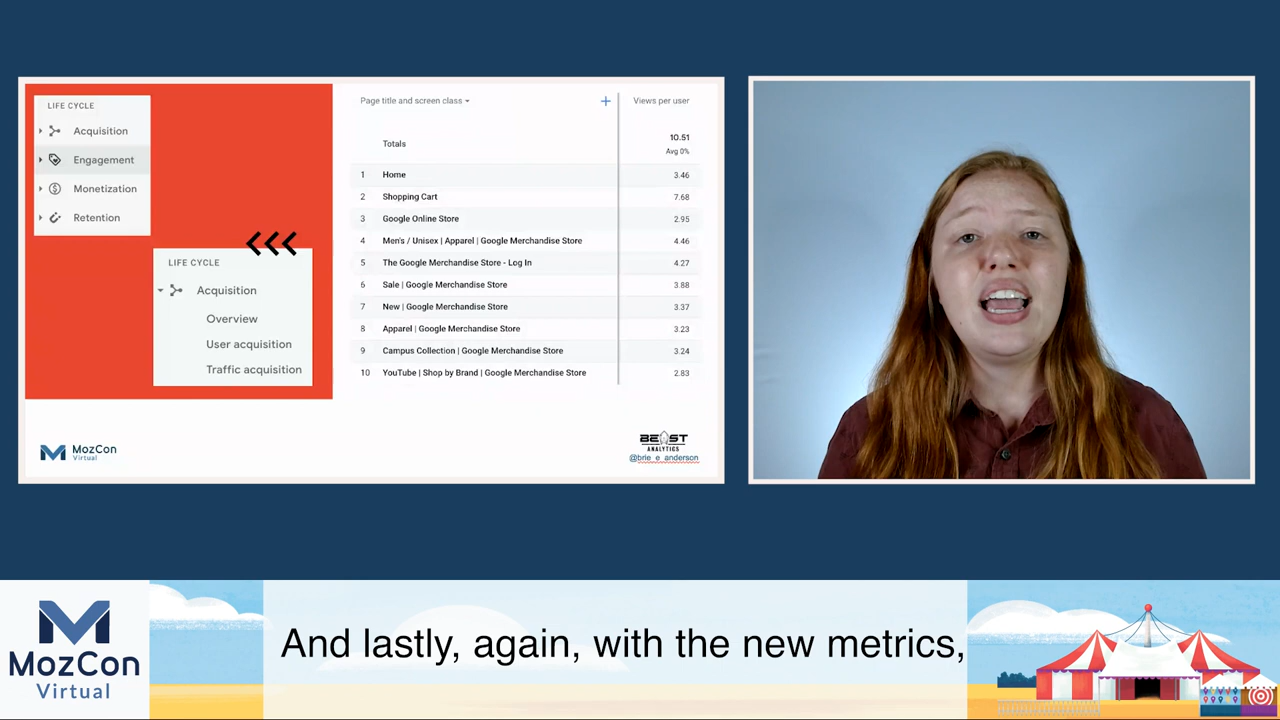 LIFE CYCLE
Acquisition
Engagement
Monetization
Retention
LIFE CYCLE
Acquisition
Overview
User acquisition
Traffic acquisition
Page title and screen class
+
Views per user
Totals
10.51
Avg 0%
1 Home 3.46
2 Shopping Cart 7.68
3 Google Online Store 2.95
4 Men's / Unisex | Apparel | Google Merchandise Store 4.46
5 The Google Merchandise Store - Log In 4.27
6 Sale | Google Merchandise Store 3.88
7 New | Google Merchandise Store 3.37
8 Apparel | Google Merchandise Store 3.23
9 Campus Collection | Google Merchandise Store 3.24
10 YouTube | Shop by Brand | Google Merchandise Store 2.83
MozCon
Virtual
BEAST
ANALYTICS
@brie_e_anderson
MozCon
Virtual
And lastly, again, with the new metrics,